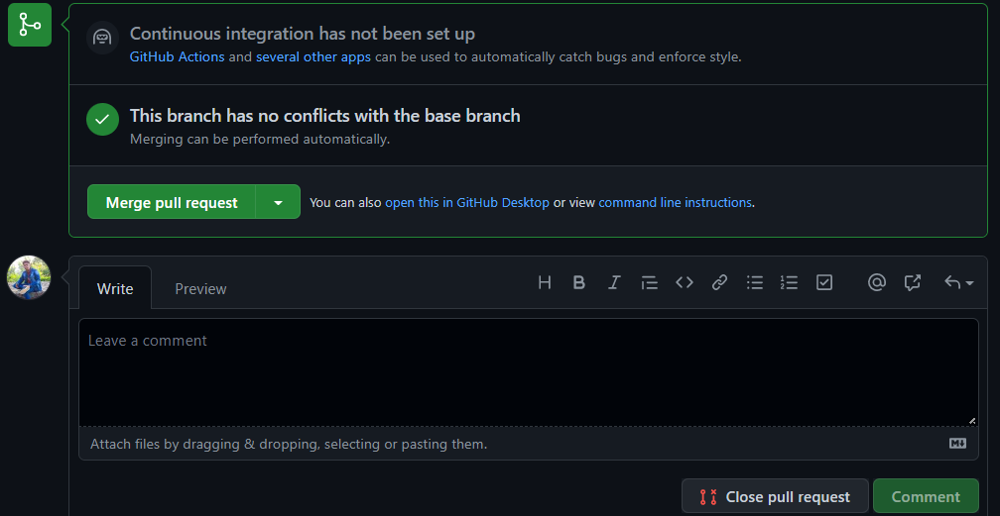 Continuous integration has not been set up
GitHub Actions and several other apps can be used to automatically catch bugs and enforce style.
This branch has no conflicts with the base branch
Merging can be performed automatically.
Merge pull request You can also open this in GitHub Desktop or view command line instructions.
Write Preview
Leave a comment
Attach files by dragging & dropping, selecting or pasting them.
Close pull request Comment